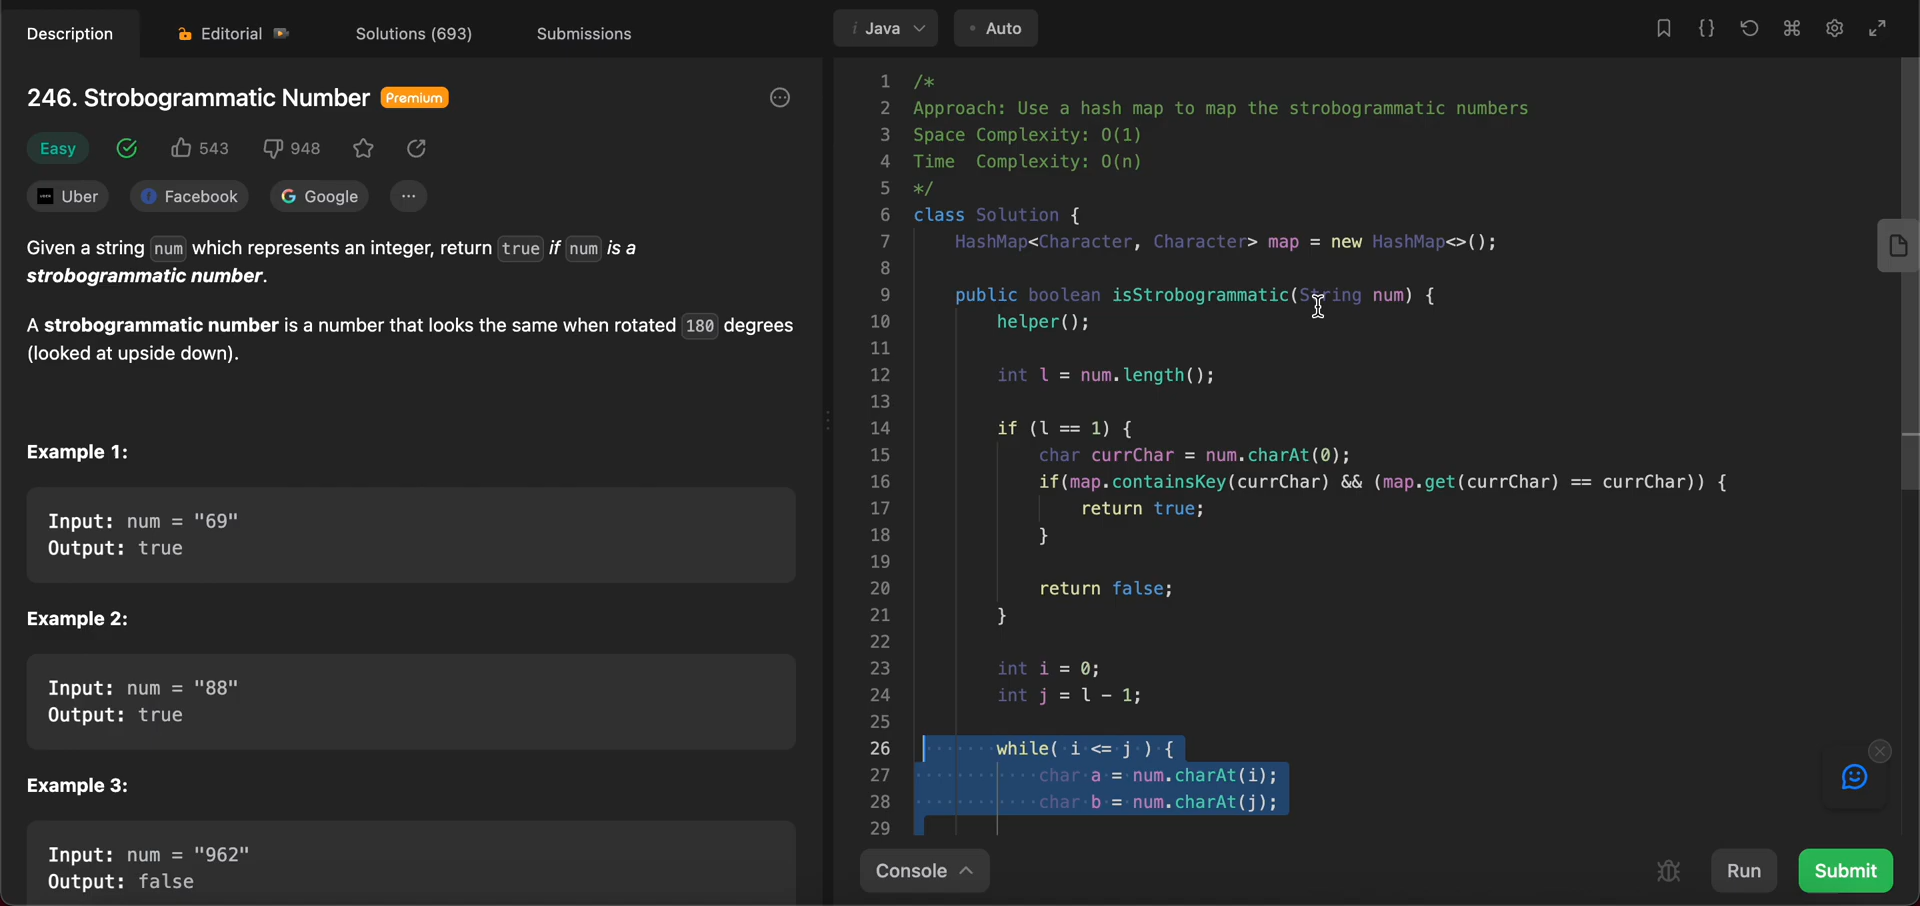 Description
Editorial
Solutions (693)
Submissions
246. Strobogrammatic Number Premium
Easy 543 948
Uber Facebook Google ...
Given a string num which represents an integer, return true if num is a
strobogrammatic number.
A strobogrammatic number is a number that looks the same when rotated 180 degrees
(looked at upside down).
Example 1:
Input: num = "69"
Output: true
Example 2:
Input: num = "88"
Output: true
Example 3:
Input: num = "962"
Output: false
i Java
Auto
1 /*
2 Approach: Use a hash map to map the strobogrammatic numbers
3 Space Complexity: O(1)
4 Time  Complexity: O(n)
5 */
6 class Solution {
7     HashMap<Character, Character> map = new HashMap<>();
8
9     public boolean isStrobogrammatic(String num) {
10         helper();
11
12         int l = num.length();
13
14         if (l == 1) {
15             char currChar = num.charAt(0);
16             if(map.containsKey(currChar) && (map.get(currChar) == currChar)) {
17                 return true;
18             }
19
20             return false;
21         }
22
23         int i = 0;
24         int j = l - 1;
25
26         while( i <= j ) {
27             char a = num.charAt(i);
28             char b = num.charAt(j);
29
Console
Run
Submit